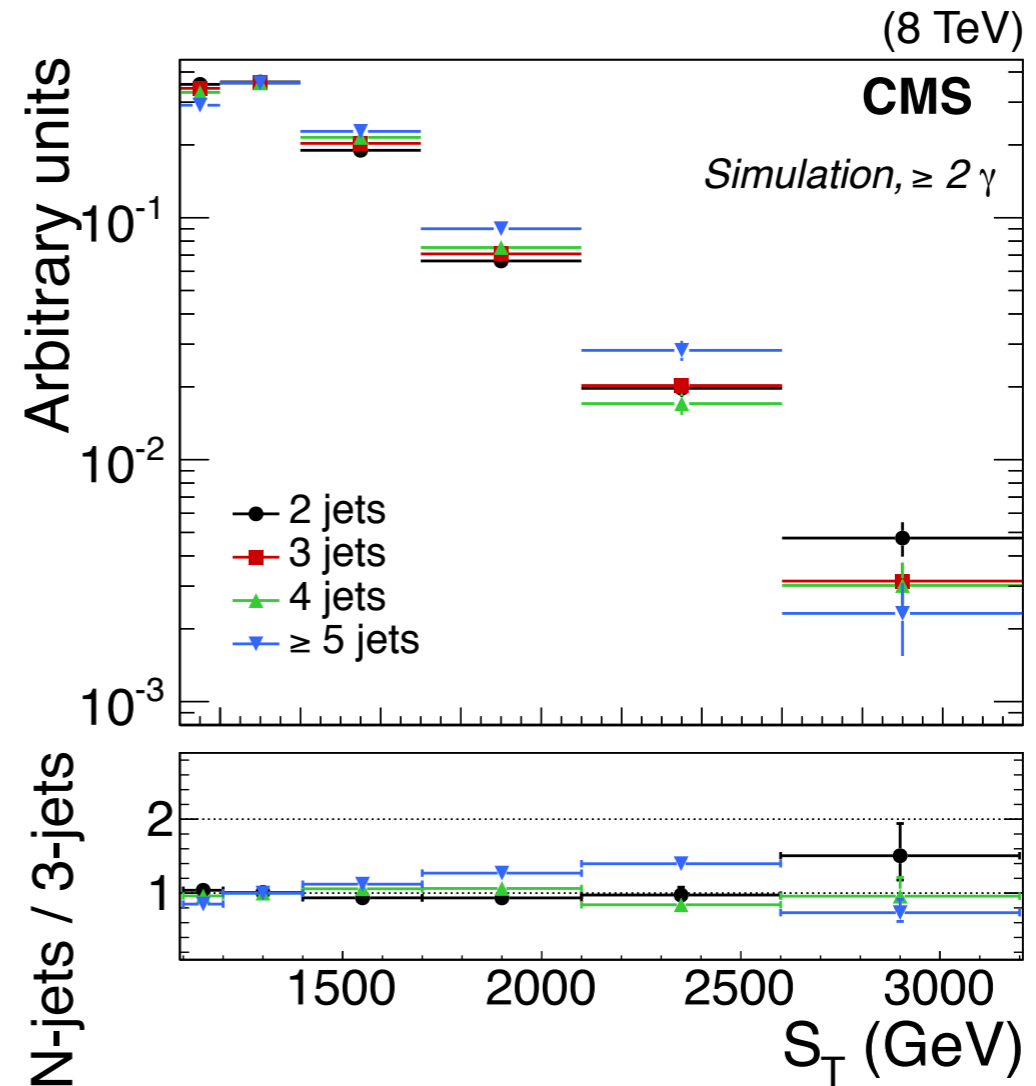 (8 TeV)
CMS
Simulation, ≥ 2 γ
Arbitrary units
10-1
10-2
10-3
2 jets
3 jets
4 jets
≥ 5 jets
N-jets / 3-jets
2
1
1500 2000 2500 3000
ST (GeV)